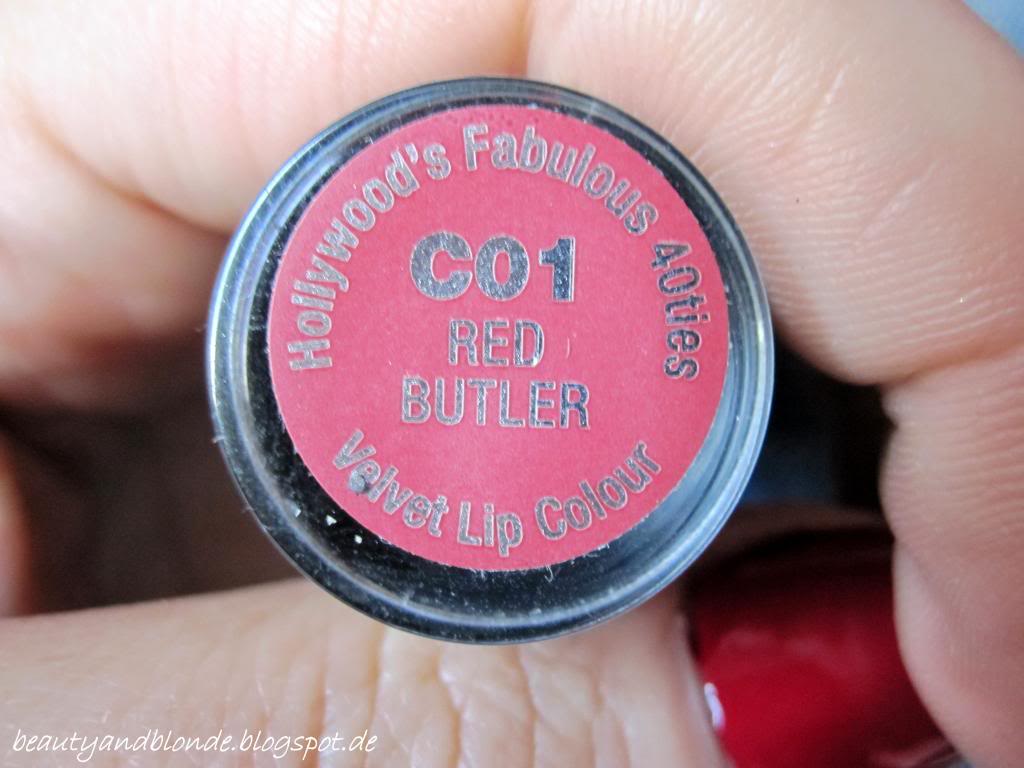 Hollywood's Fabulous 40ties
C01
RED
BUTLER
Velvet Lip Colour
beautyandblonde.blogspot.de